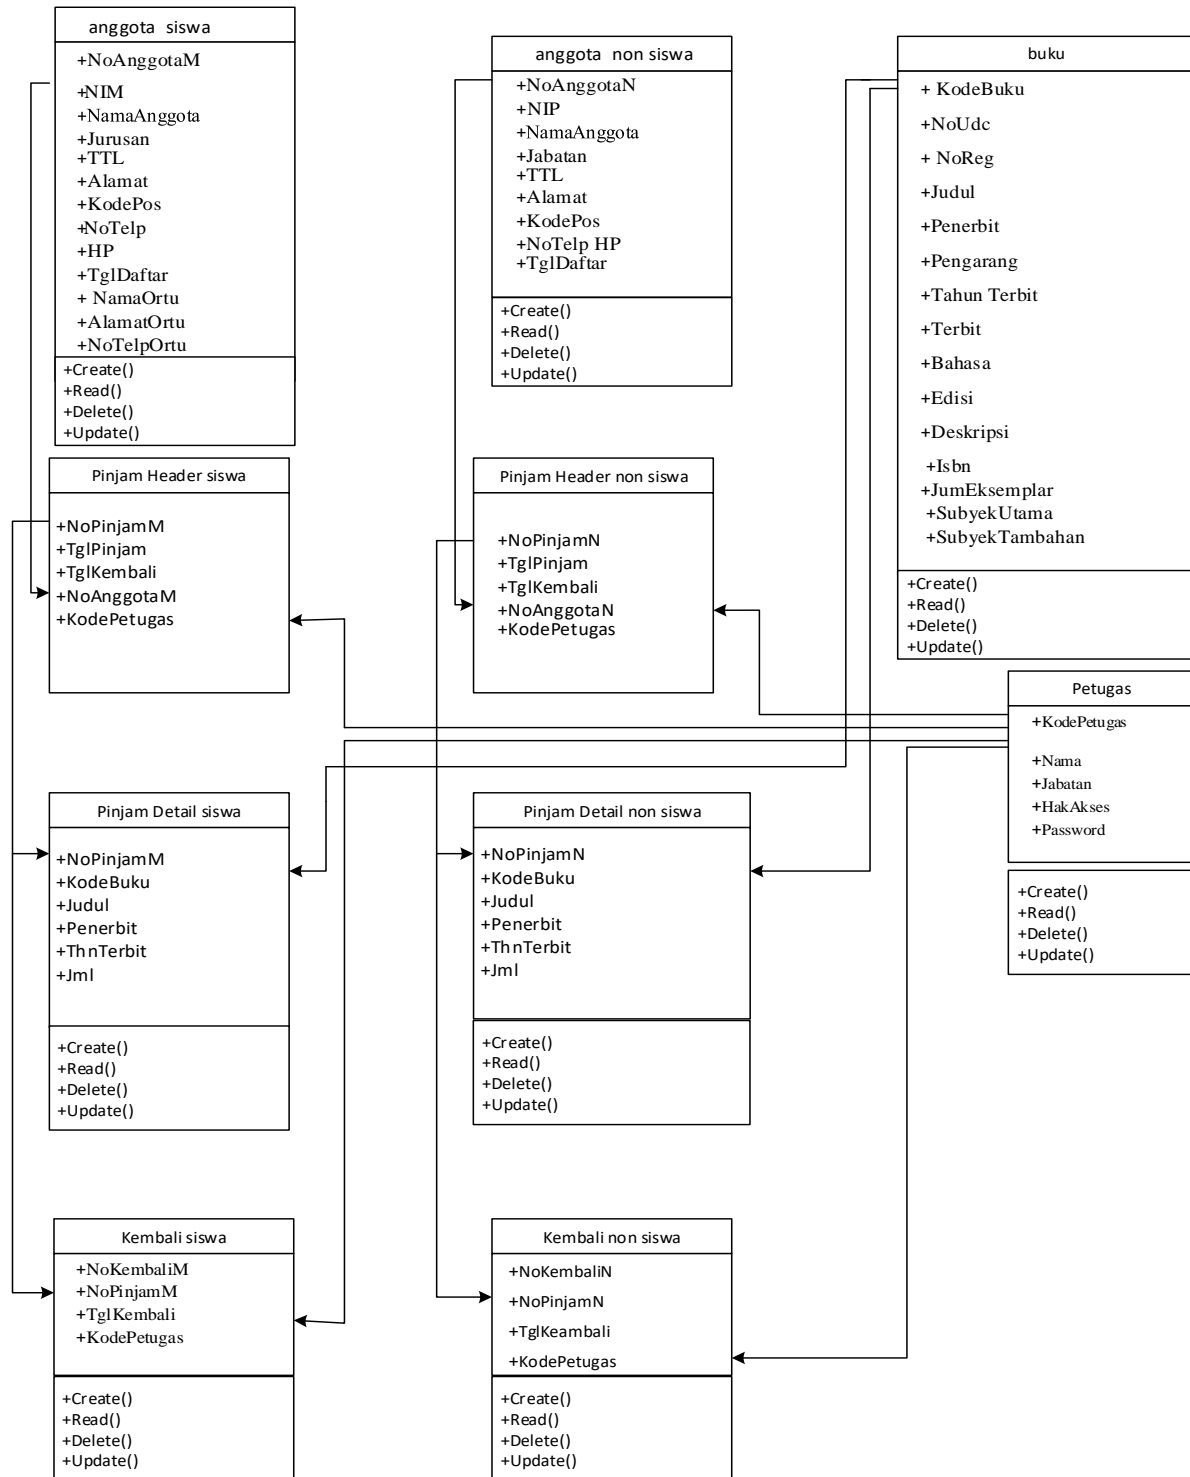 anggota siswa
+NoAnggotaM
+NIM
+NamaAnggota
+Jurusan
+TTL
+Alamat
+KodePos
+NoTelp
+HP
+TglDaftar
+ NamaOrtu
+AlamatOrtu
+NoTelpOrtu
+Create()
+Read()
+Delete()
+Update()
anggota non siswa
+NoAnggotaN
+NIP
+NamaAnggota
+Jabatan
+TTL
+Alamat
+KodePos
+NoTelp HP
+TglDaftar
+Create()
+Read()
+Delete()
+Update()
buku
+ KodeBuku
+NoUdc
+ NoReg
+Judul
+Penerbit
+Pengarang
+Tahun Terbit
+Terbit
+Bahasa
+Edisi
+Deskripsi
+Isbn
+JumEksemplar
+SubyekUtama
+SubyekTambahan
+Create()
+Read()
+Delete()
+Update()
Pinjam Header siswa
+NoPinjamM
+TglPinjam
+TglKembali
+NoAnggotaM
+KodePetugas
Pinjam Header non siswa
+NoPinjamN
+TglPinjam
+TglKembali
+NoAnggotaN
+KodePetugas
Petugas
+KodePetugas
+Nama
+Jabatan
+HakAkses
+Password
+Create()
+Read()
+Delete()
+Update()
Pinjam Detail siswa
+NoPinjamM
+KodeBuku
+Judul
+Penerbit
+ThnTerbit
+Jml
+Create()
+Read()
+Delete()
+Update()
Pinjam Detail non siswa
+NoPinjamN
+KodeBuku
+Judul
+Penerbit
+ThnTerbit
+Jml
+Create()
+Read()
+Delete()
+Update()
Kembali siswa
+NoKembaliM
+NoPinjamM
+TglKembali
+KodePetugas
+Create()
+Read()
+Delete()
+Update()
Kembali non siswa
+NoKembaliN
+NoPinjamN
+TglKeambali
+KodePetugas
+Create()
+Read()
+Delete()
+Update()